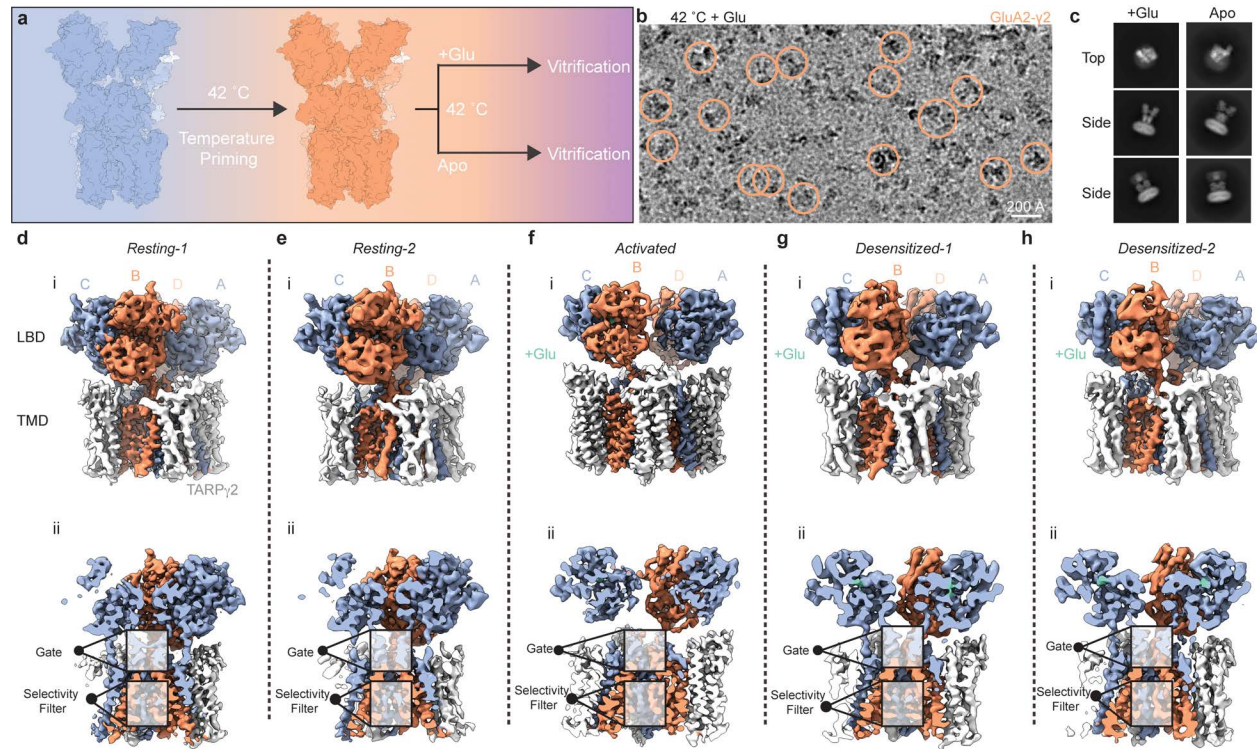 a
42 ˚C
Temperature
Priming
+Glu
42 ˚C
Apo
Vitrification
Vitrification
b
42 ˚C + Glu
GluA2-γ2
200 Å
c
+Glu
Apo
Top
Side
Side
d
Resting-1
e
Resting-2
f
Activated
g
Desensitized-1
h
Desensitized-2
i
C
B
D
A
i
C
B
D
A
i
C
B
D
A
i
C
B
D
A
i
C
B
D
A
LBD
+Glu
+Glu
+Glu
TMD
TARPγ2
ii
ii
ii
ii
ii
Gate
Gate
Gate
Gate
Gate
Selectivity
Filter
Selectivity
Filter
Selectivity
Filter
Selectivity
Filter
Selectivity
Filter